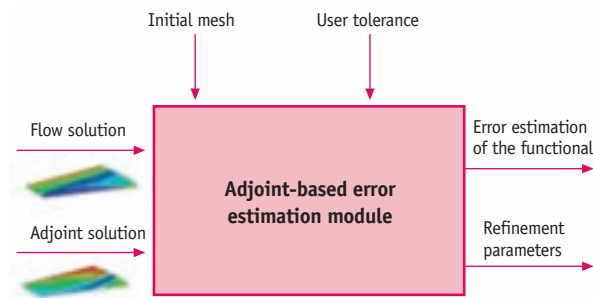 Initial mesh
User tolerance
Flow solution
Adjoint solution
Adjoint-based error
estimation module
Error estimation
of the functional
Refinement
parameters